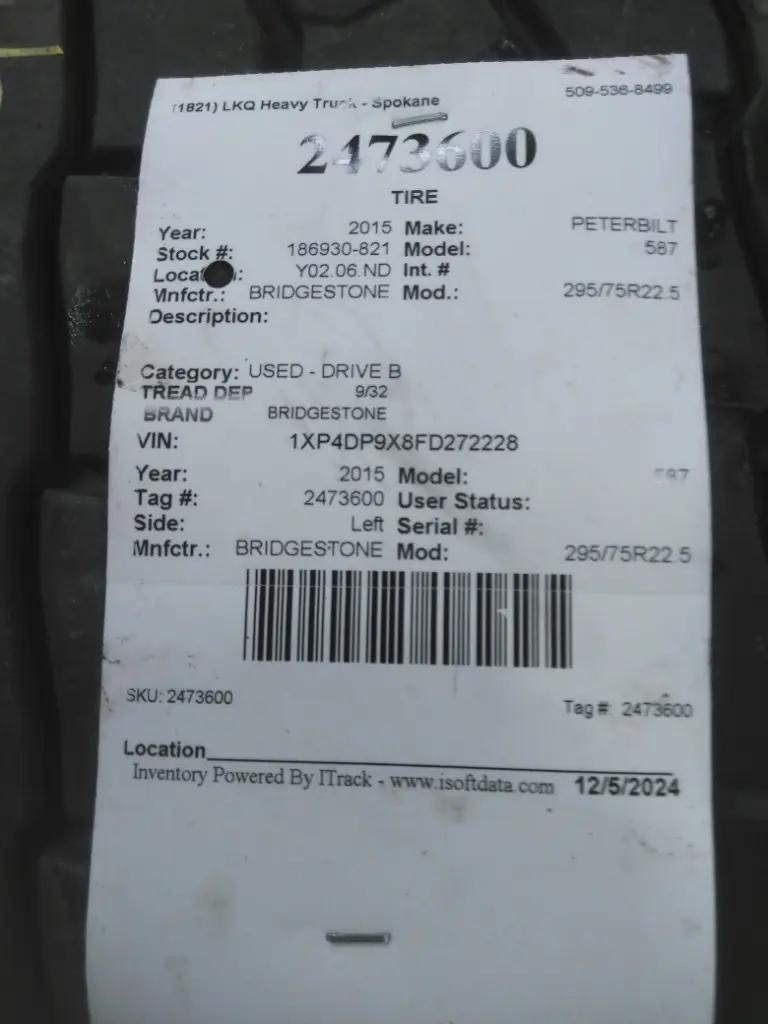 (1821) LKQ Heavy Truck - Spokane 509-536-8499
2473600
TIRE
Year: 2015 Make: PETERBILT
Stock #: 186930-821 Model: 587
Location: Y02.06.ND Int. #
Mnfctr.: BRIDGESTONE Mod.: 295/75R22.5
Description:
Category: USED - DRIVE B
TREAD DEP 9/32
BRAND BRIDGESTONE
VIN: 1XP4DP9X8FD272228
Year: 2015 Model: 587
Tag #: 2473600 User Status:
Side: Left Serial #:
Mnfctr.: BRIDGESTONE Mod: 295/75R22.5
SKU: 2473600 Tag #: 2473600
Location
Inventory Powered By ITrack - www.isoftdata.com 12/5/2024